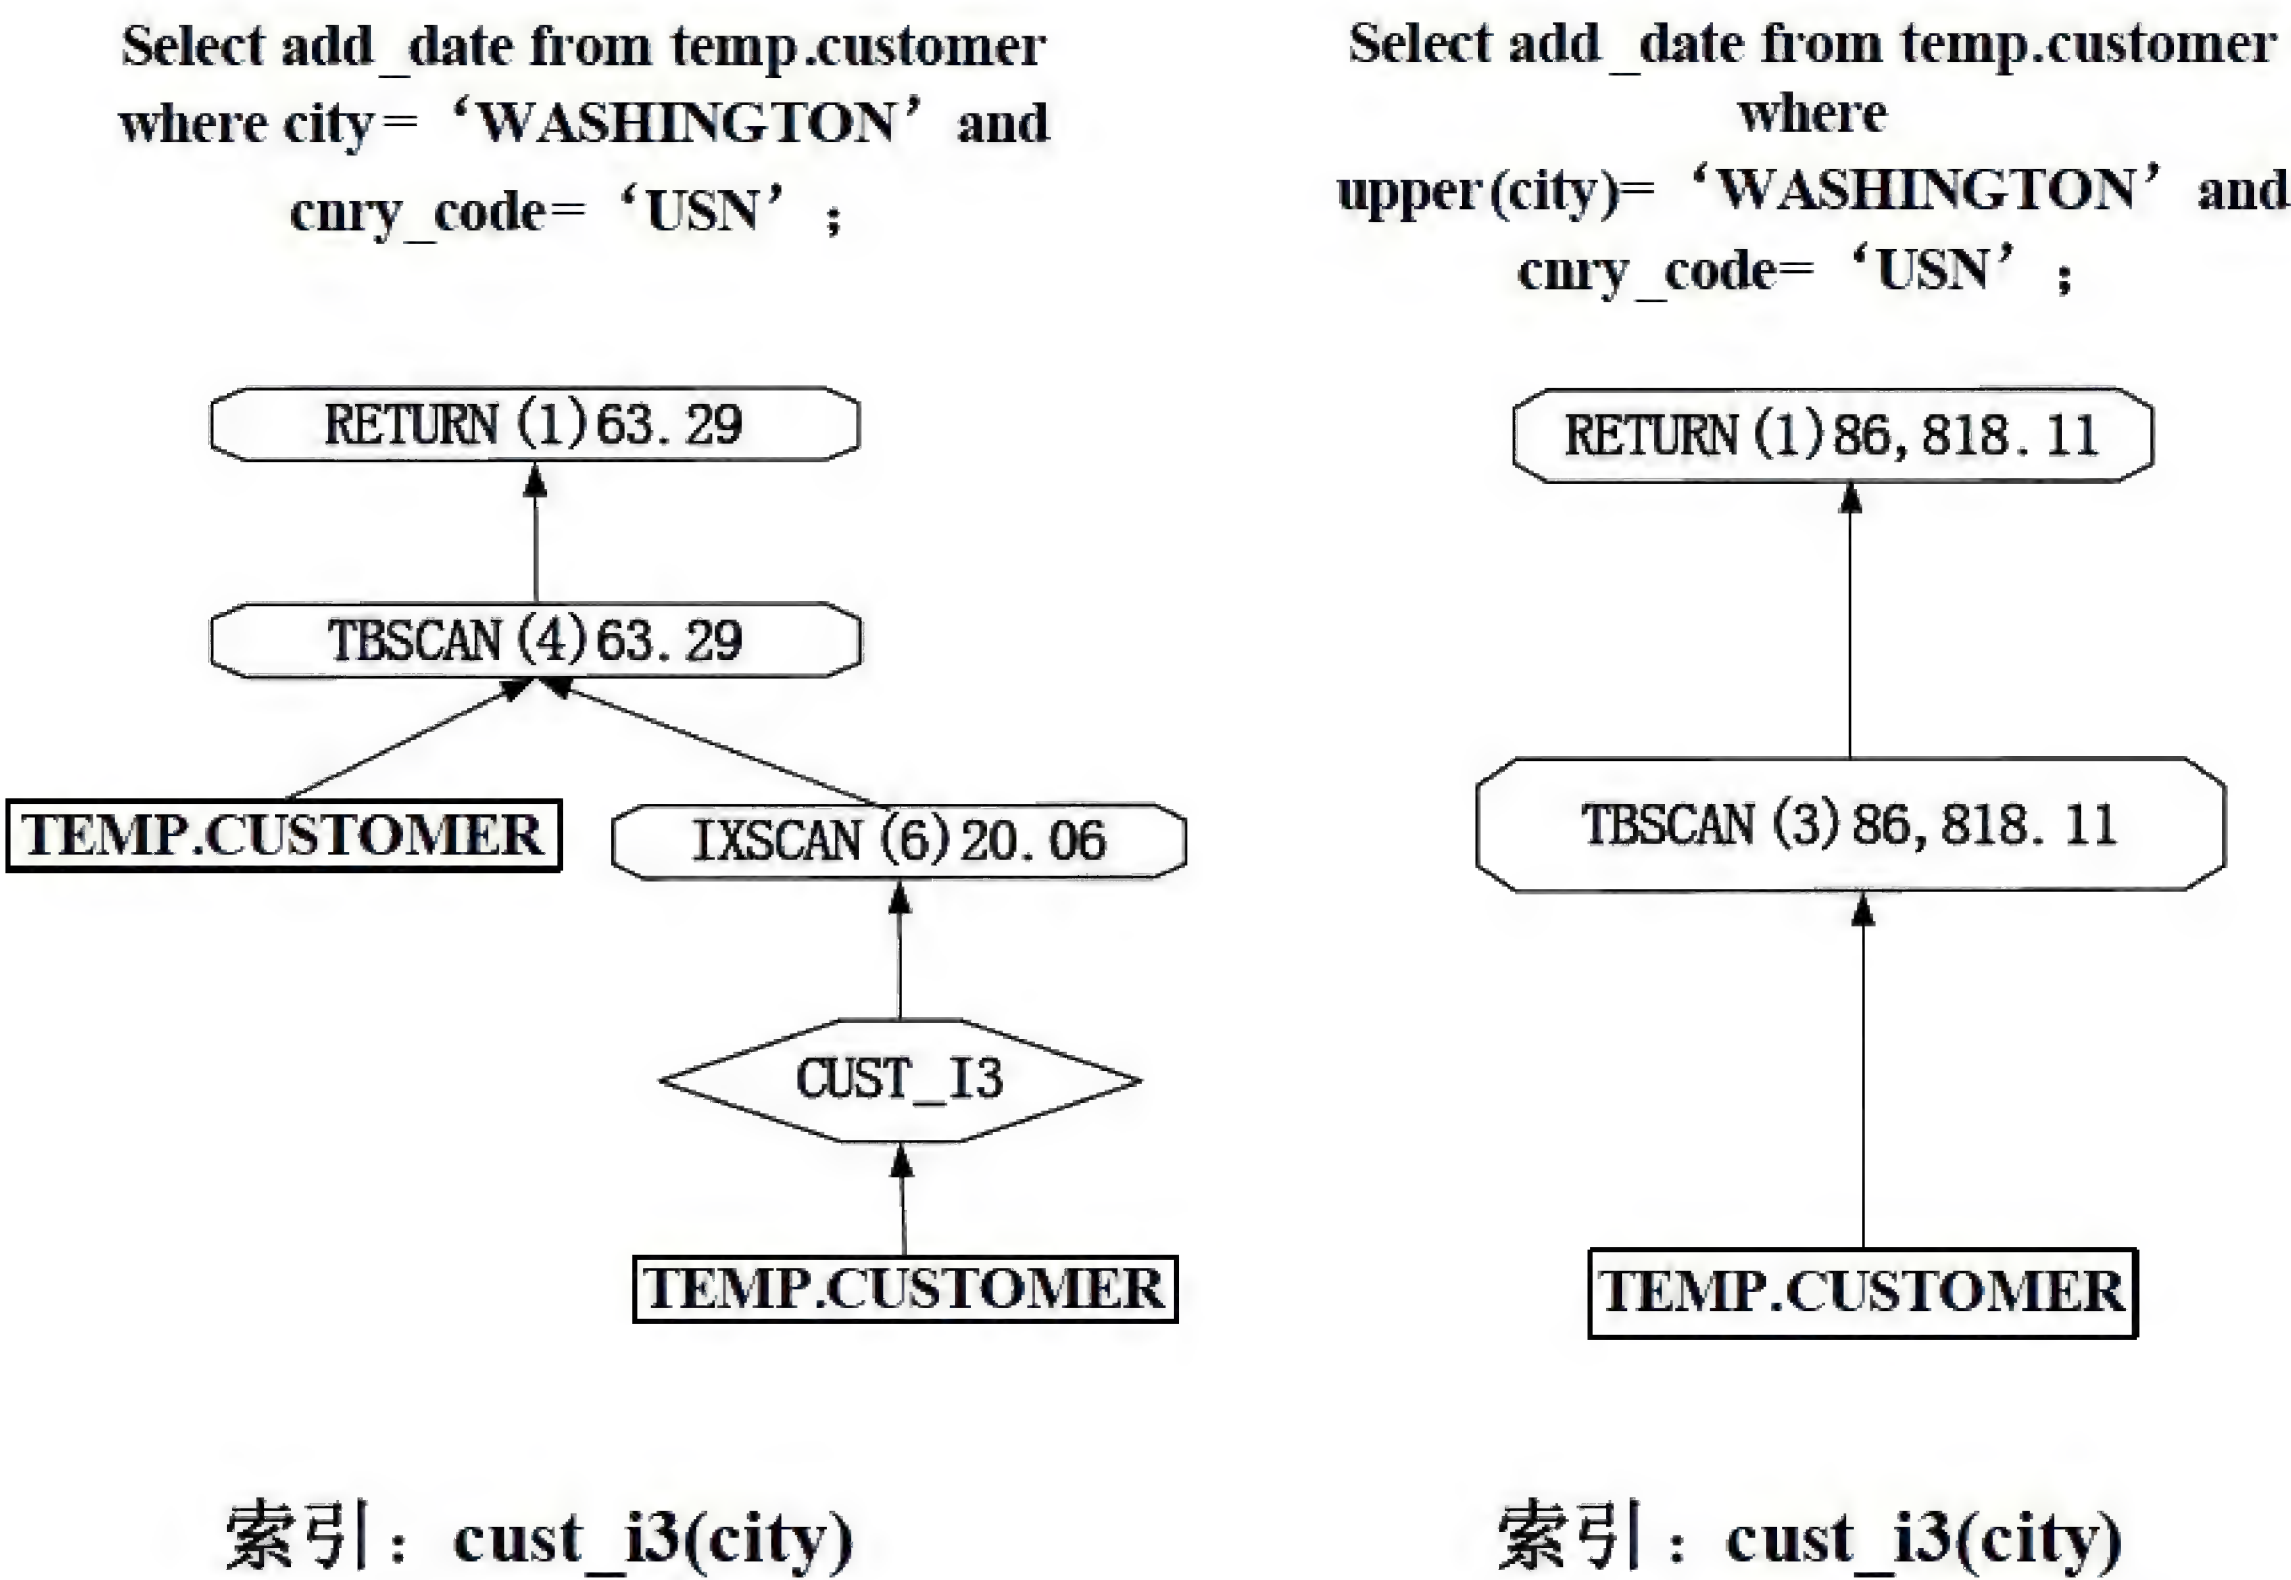 Select add_date from temp.customer
where city= ‘WASHINGTON’ and
cnry_code= ‘USN’ ;
RETURN(1)63.29
TBSCAN(4)63.29
TEMP.CUSTOMER
IXSCAN(6)20.06
CUST_I3
TEMP.CUSTOMER
索引：cust_i3(city)
Select add_date from temp.customer
where
upper(city)= ‘WASHINGTON’ and
cnry_code= ‘USN’ ;
RETURN(1)86,818.11
TBSCAN(3)86,818.11
TEMP.CUSTOMER
索引：cust_i3(city)